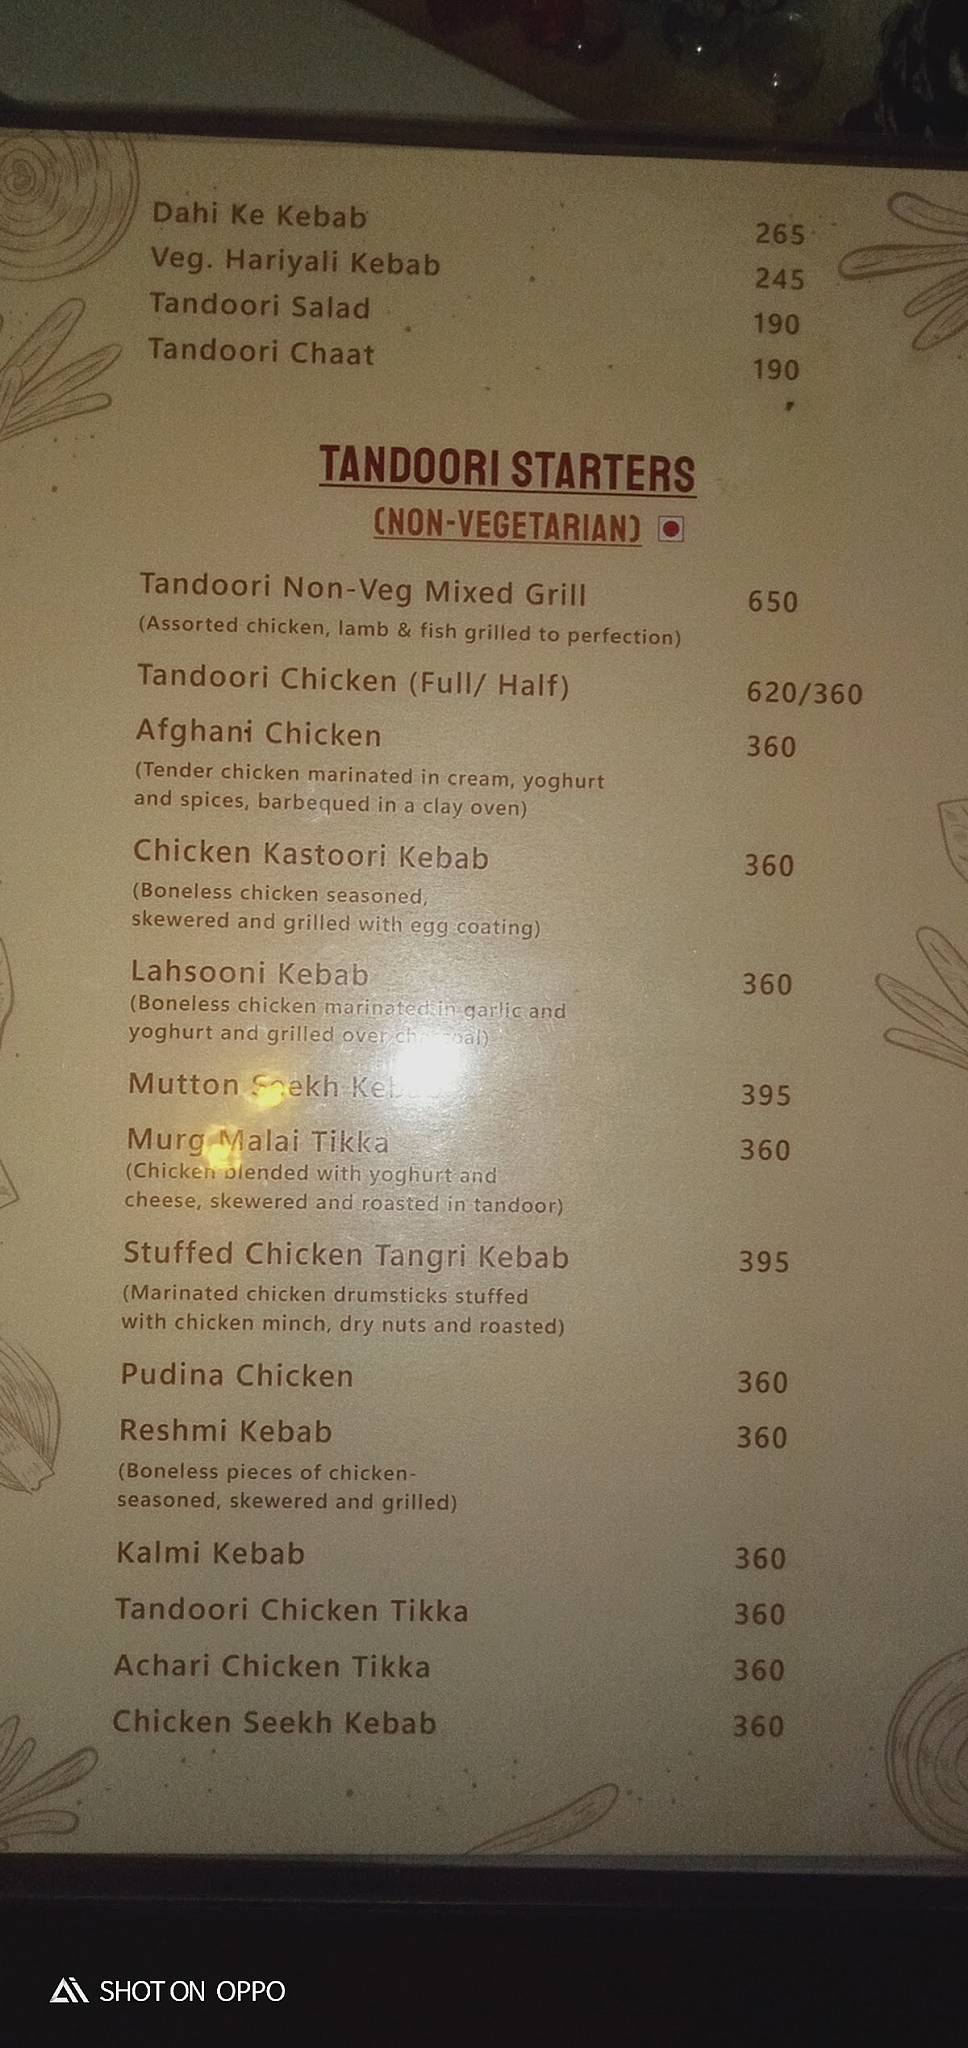 Dahi Ke Kebab 265
Veg. Hariyali Kebab 245
Tandoori Salad 190
Tandoori Chaat 190
TANDOORI STARTERS
(NON-VEGETARIAN)
Tandoori Non-Veg Mixed Grill 650
(Assorted chicken, lamb & fish grilled to perfection)
Tandoori Chicken (Full/ Half) 620/360
Afghani Chicken 360
(Tender chicken marinated in cream, yoghurt
and spices, barbequed in a clay oven)
Chicken Kastoori Kebab 360
(Boneless chicken seasoned,
skewered and grilled with egg coating)
Lahsooni Kebab 360
(Boneless chicken marinated in garlic and
yoghurt and grilled over
Mutton Seekh 395
Murg Malai Tikka 360
(Chicken blended with yoghurt and
cheese, skewered and roasted in tandoor)
Stuffed Chicken Tangri Kebab 395
(Marinated chicken drumsticks stuffed
with chicken minch, dry nuts and roasted)
Pudina Chicken 360
Reshmi Kebab 360
(Boneless pieces of chicken-
seasoned, skewered and grilled)
Kalmi Kebab 360
Tandoori Chicken Tikka 360
Achari Chicken Tikka 360
Chicken Seekh Kebab 360
SHOT ON OPPO